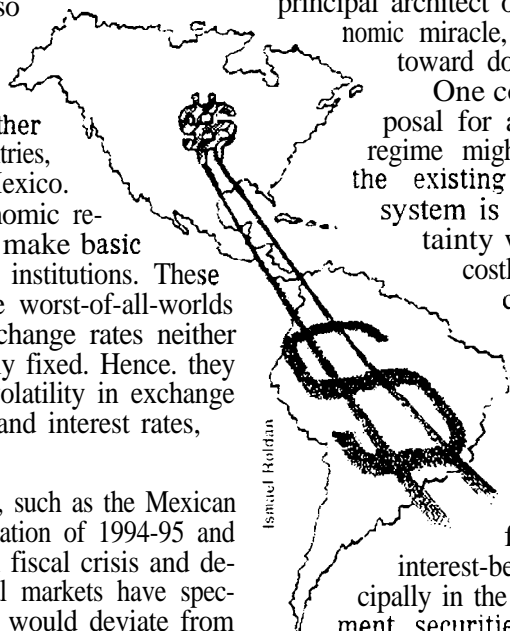 so
ther
tries,
Mexico.
nomic re-
make basic
institutions. These
e worst-of-all-worlds
change rates neither
ly fixed. Hence. they
olatility in exchange
and interest rates,
, such as the Mexican
ation of 1994-95 and
fiscal crisis and de-
l markets have spec-
would deviate from
Ismael Roldan
principal architect o
nomic miracle,
toward do
One co
posal for a
regime migh
the existing
system is
tainty v
costl
f
interest-be
cipally in the
ment securitie